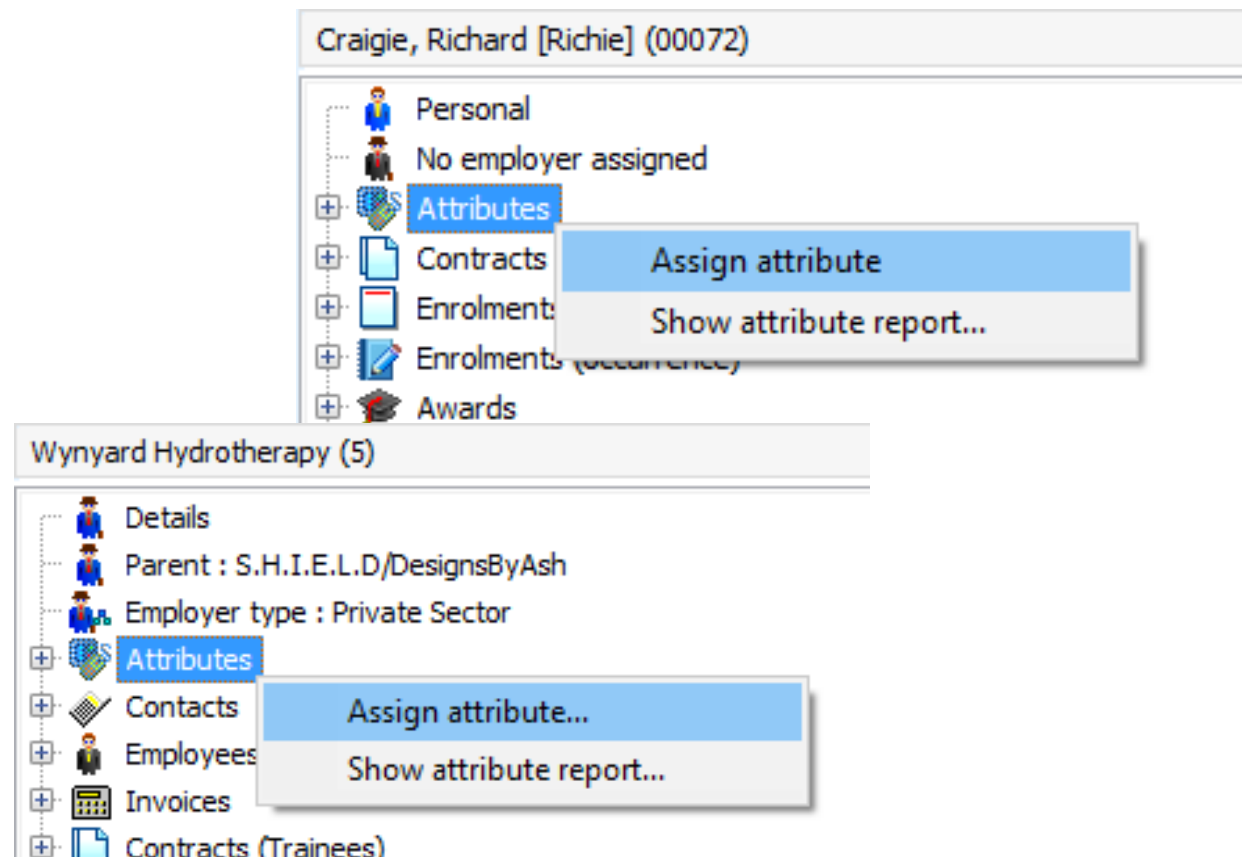 Craigie, Richard [Richie] (00072)
Personal
No employer assigned
Attributes
Assign attribute
Contracts
Show attribute report...
Enrolments
Enrolments (occurrence)
Awards
Wynyard Hydrotherapy (5)
Details
Parent : S.H.I.E.L.D/DesignsByAsh
Employer type : Private Sector
Attributes
Contacts
Assign attribute...
Employees
Show attribute report...
Invoices
Contracts (Trainees)